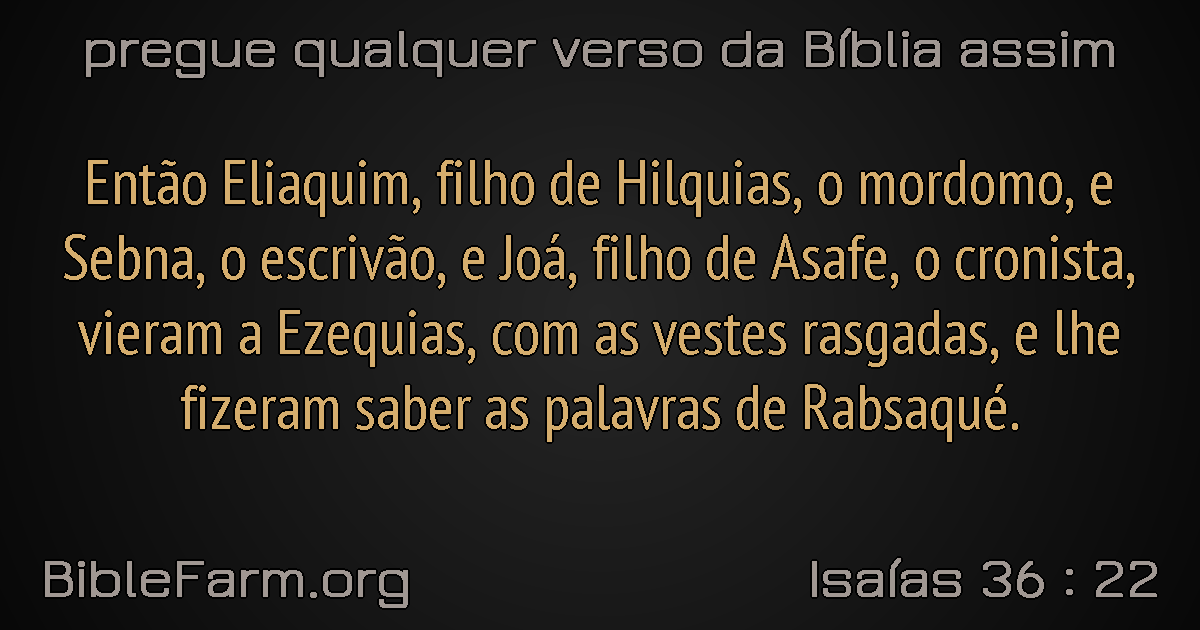 pregue qualquer verso da Bíblia assim
Então Eliaquim, filho de Hilquias, o mordomo, e
Sebna, o escrivão, e Joá, filho de Asafe, o cronista,
vieram a Ezequias, com as vestes rasgadas, e lhe
fizeram saber as palavras de Rabsaqué.
BibleFarm.org
Isaías 36 : 22